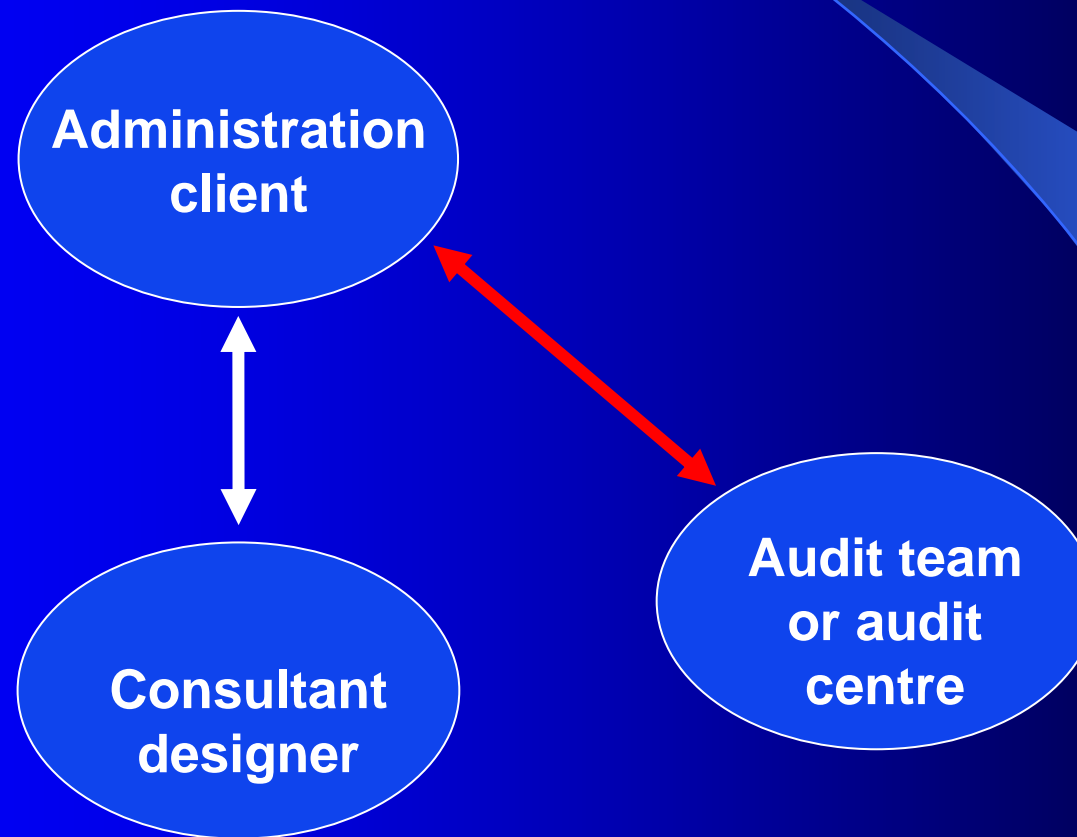 Administration
client
Audit team
or audit
centre
Consultant
designer